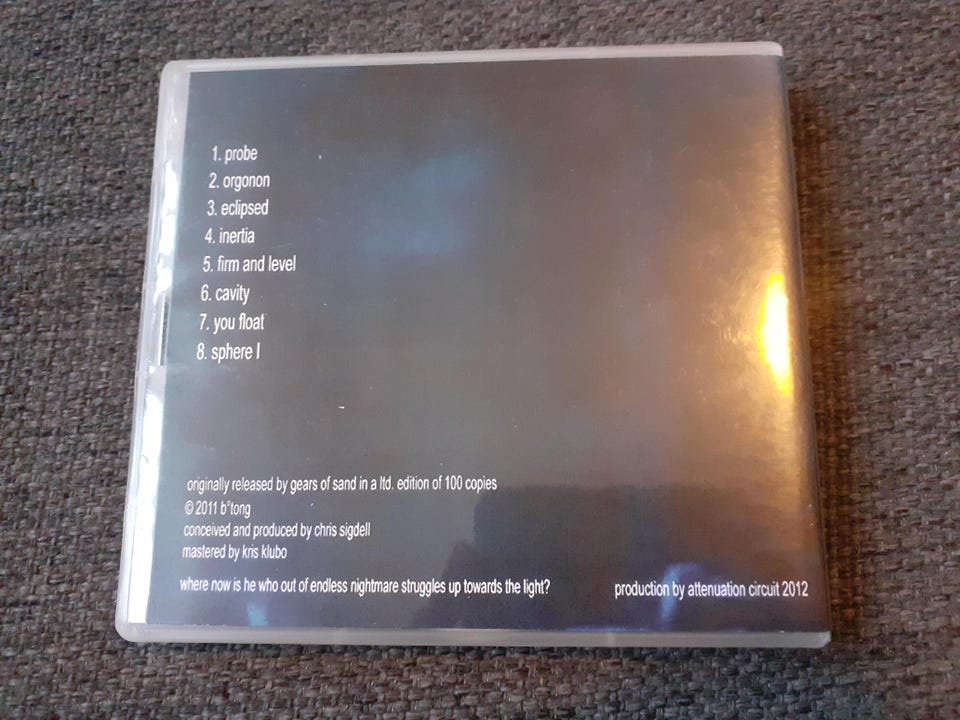 1. probe
2. orgonon
3. eclipsed
4. inertia
5. firm and level
6. cavity
7. you float
8. sphere I
originally released by gears of sand in a ltd. edition of 100 copies
© 2011 b°tong
conceived and produced by chris sigdell
mastered by kris klubo
where now is he who out of endless nightmare struggles up towards the light?
production by attenuation circuit 2012